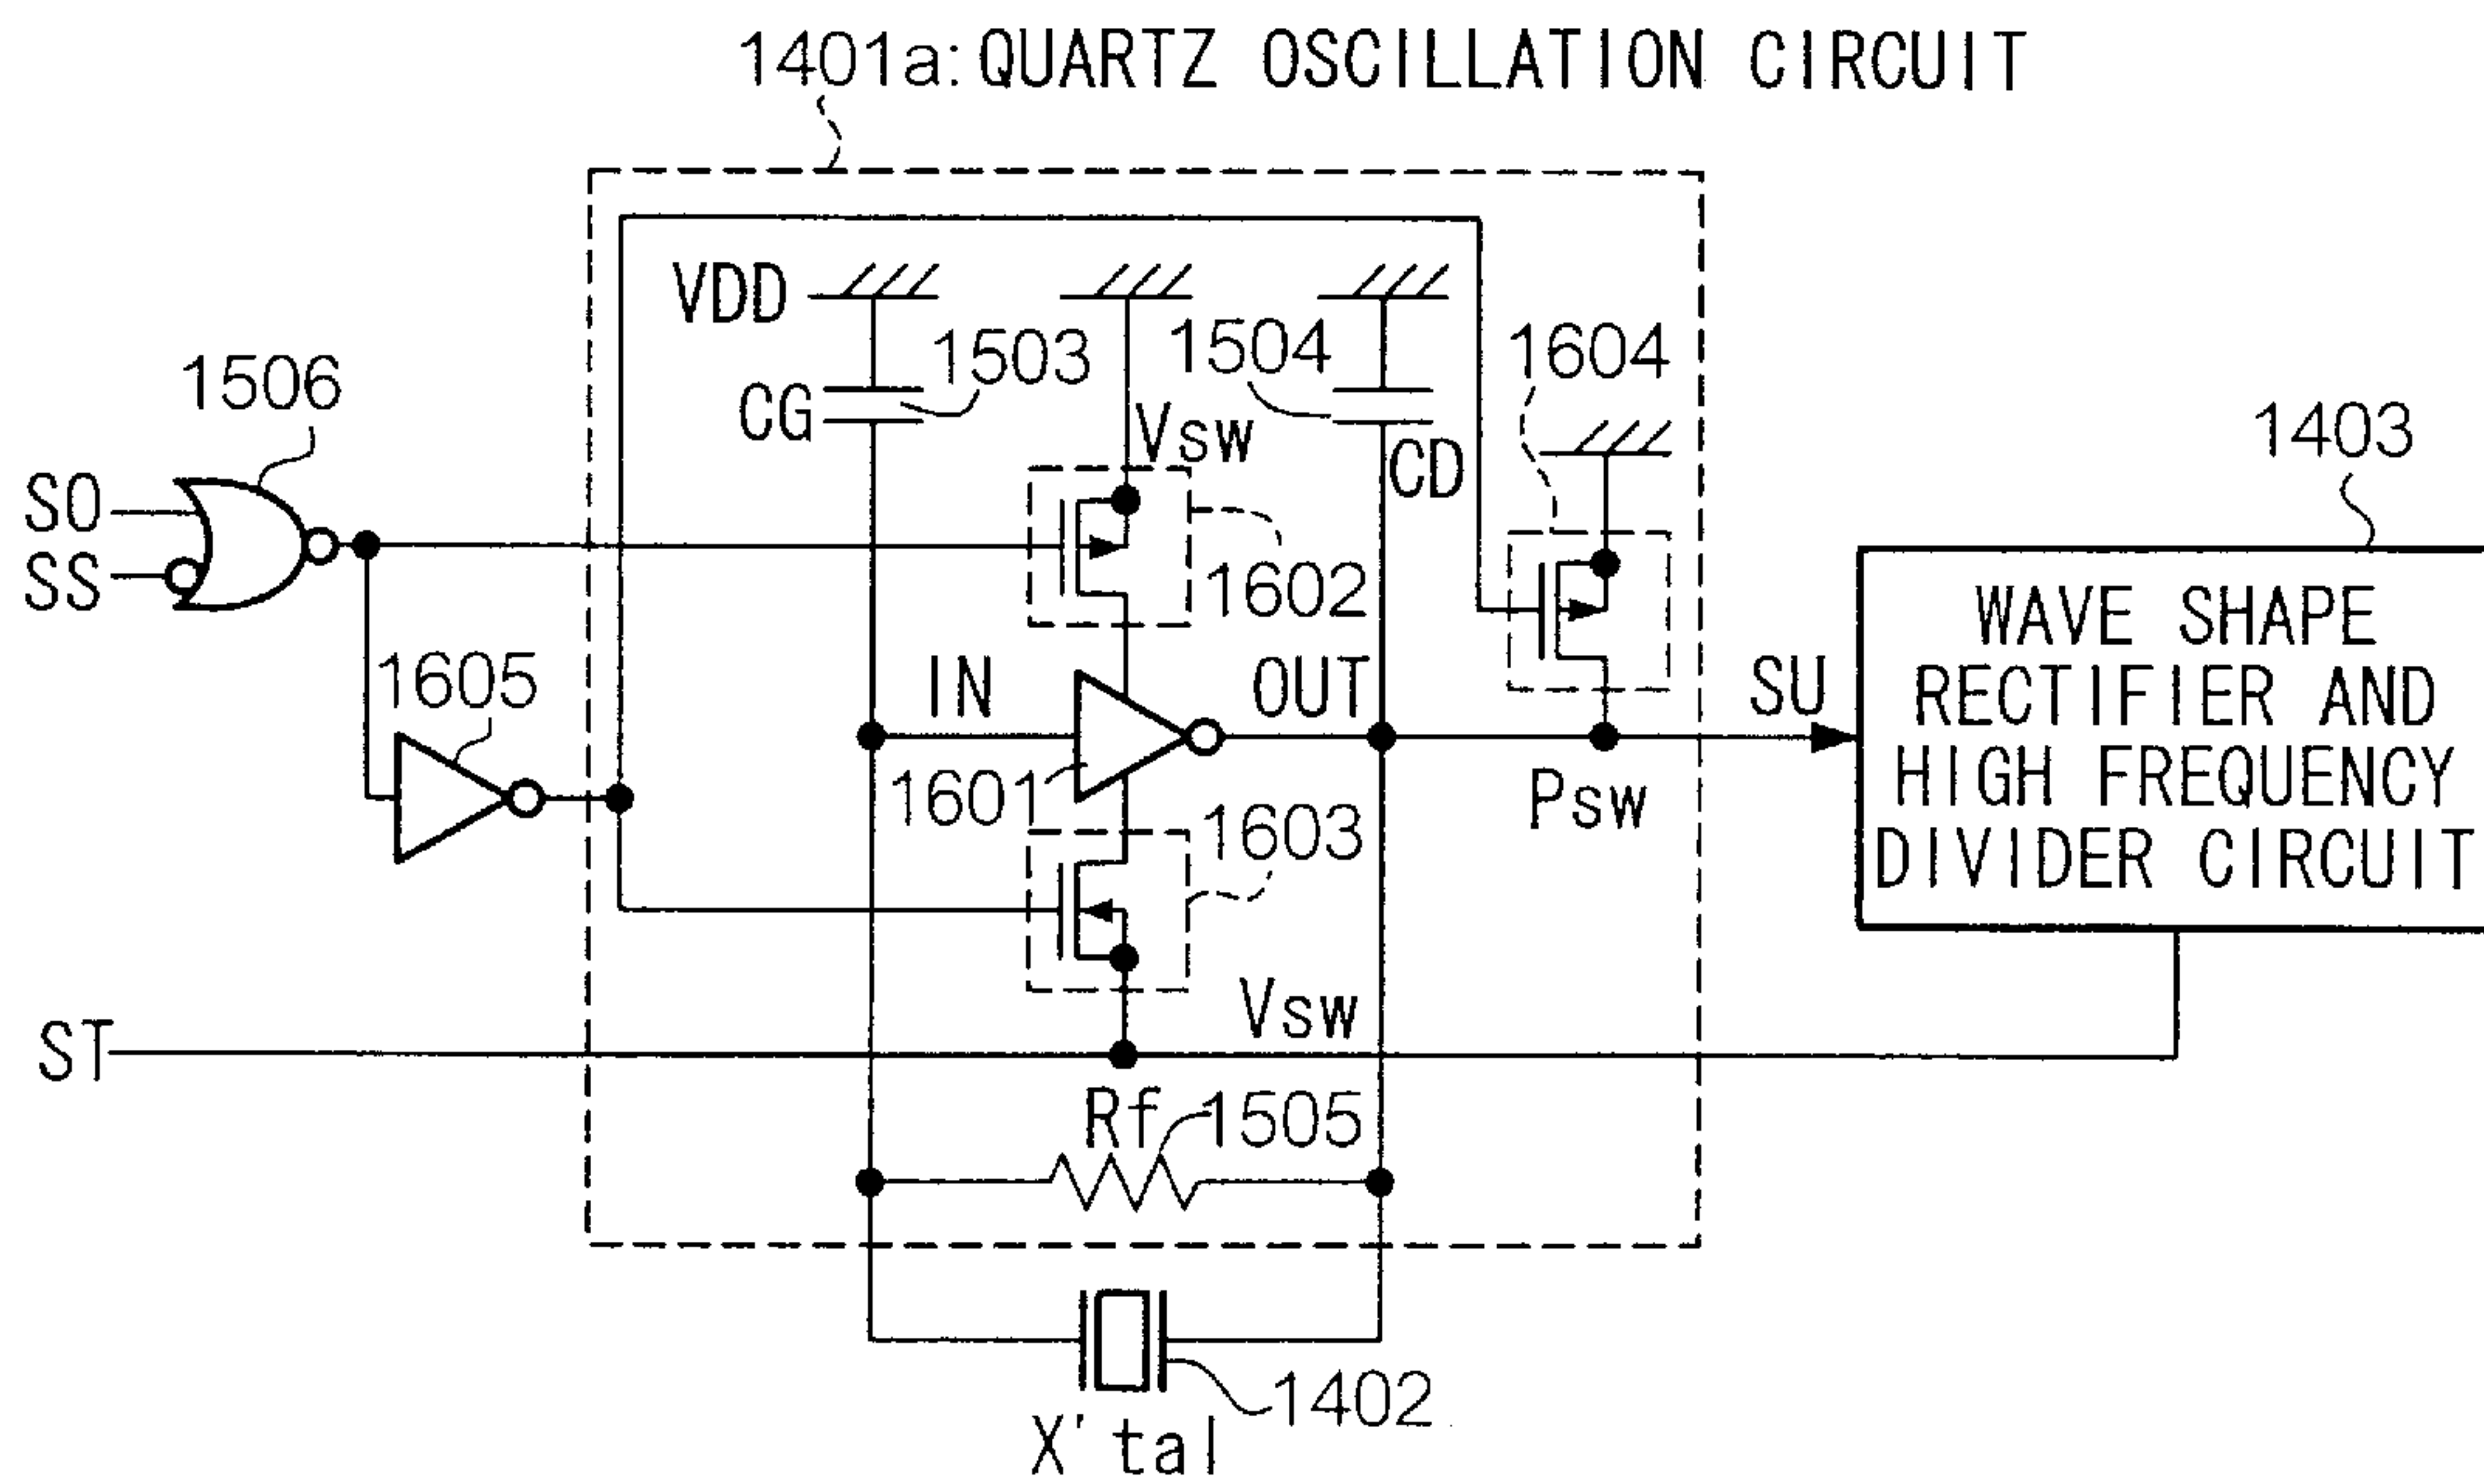 1401a: QUARTZ OSCILLATION CIRCUIT
VDD
1503
1504
1604
1506
CG
Vsw
CD
1403
SO
SS
1602
WAVE SHAPE
RECTIFIER AND
HIGH FREQUENCY
DIVIDER CIRCUIT
1605
IN
OUT
SU
1601
Psw
1603
Vsw
ST
Rf
1505
1402
X'tal